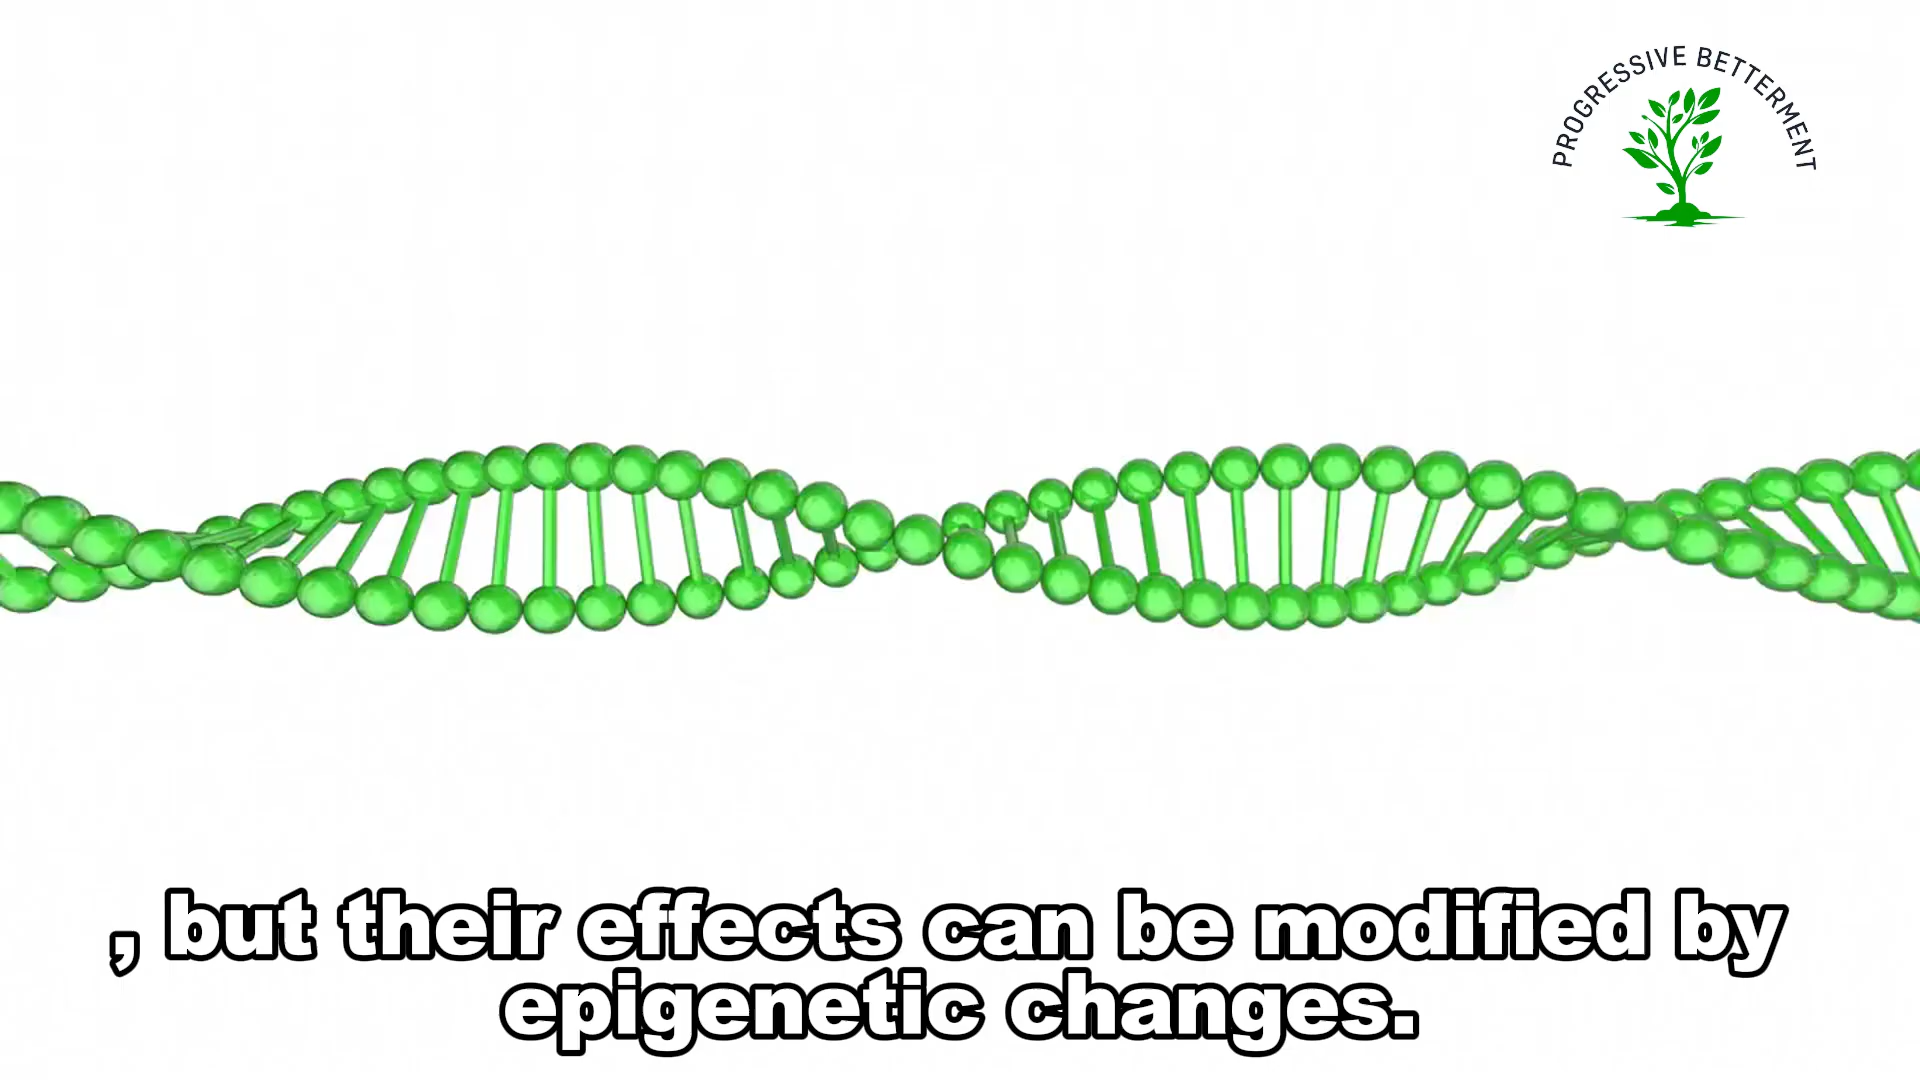 PROGRESSIVE BETTERMENT
, but their effects can be modified by
epigenetic changes.